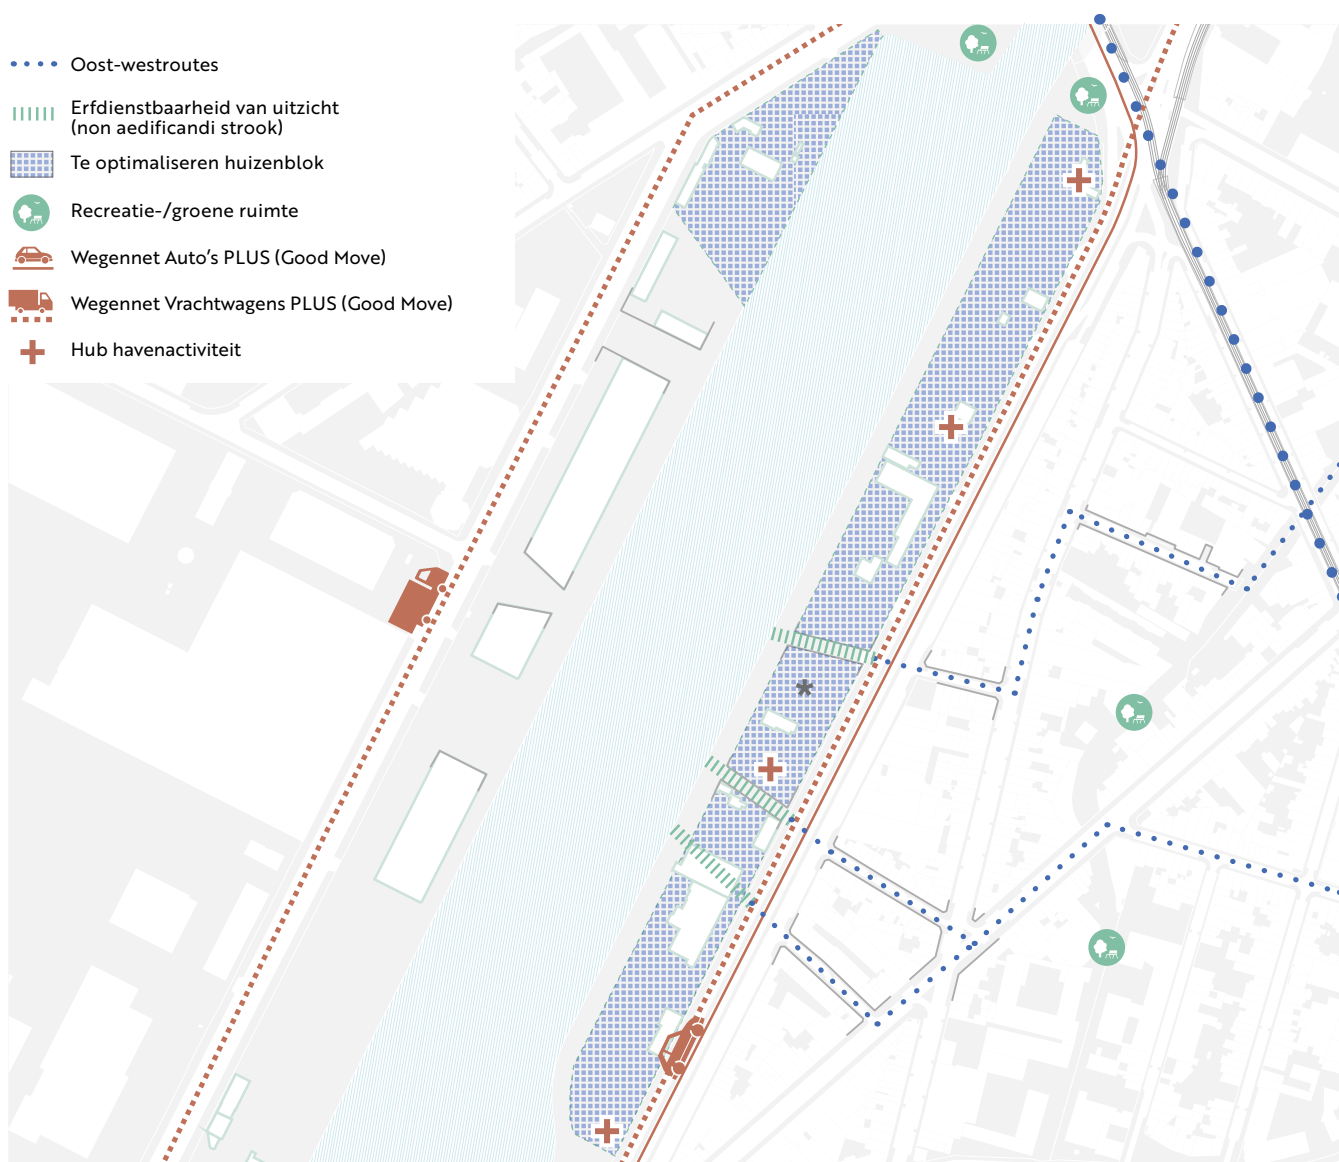 Oost-westroutes
Erfdienstbaarheid van uitzicht
(non aedificandi strook)
Te optimaliseren huizenblok
Recreatie-/groene ruimte
Wegennet Auto’s PLUS (Good Move)
Wegennet Vrachtwagens PLUS (Good Move)
Hub havenactiviteit
*